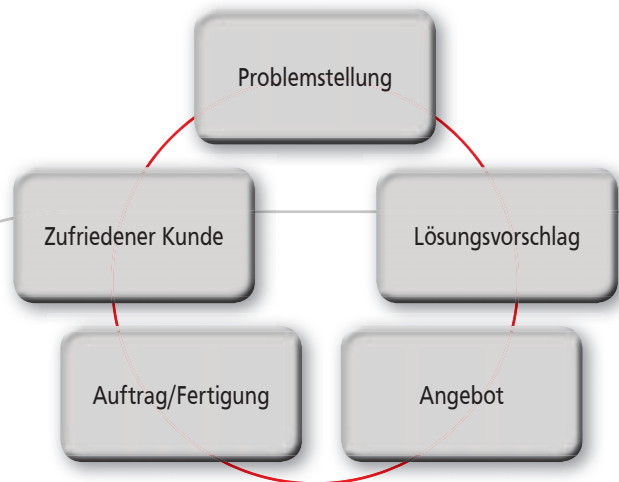 Problemstellung
Zufriedener Kunde
Lösungsvorschlag
Auftrag/Fertigung
Angebot